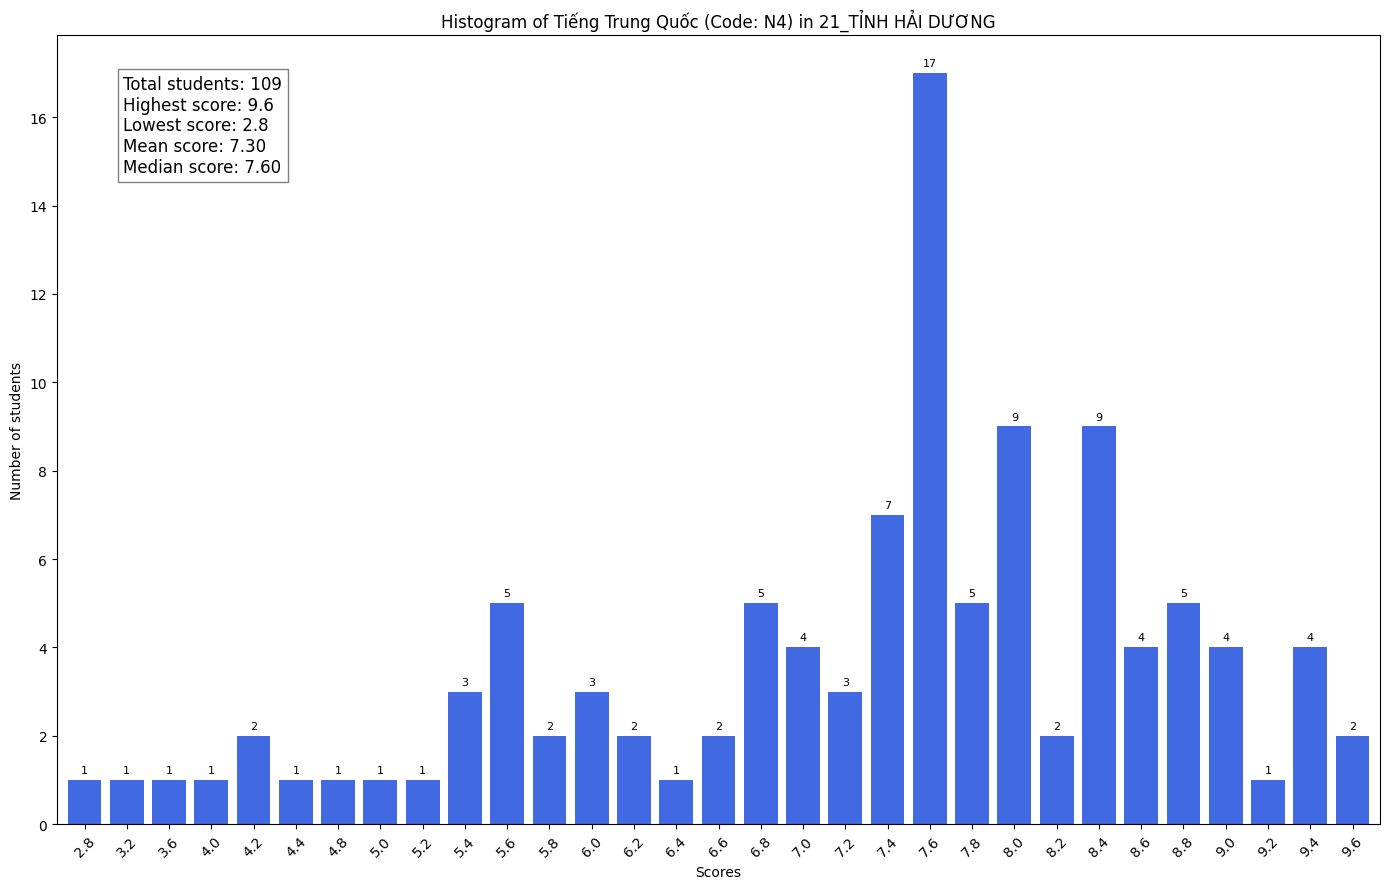 Histogram of Tiếng Trung Quốc (Code: N4) in 21_TỈNH HẢI DƯƠNG
Total students: 109
Highest score: 9.6
Lowest score: 2.8
Mean score: 7.30
Median score: 7.60
Number of students
16
14
12
10
8
6
4
2
0
1 1 1 1 2 1 1 1 1 3 5 2 3 2 1 2 5 4 3 7 17 5 9 2 9 4 5 4 1 4 2
2.8 3.2 3.6 4.0 4.2 4.4 4.8 5.0 5.2 5.4 5.6 5.8 6.0 6.2 6.4 6.6 6.8 7.0 7.2 7.4 7.6 7.8 8.0 8.2 8.4 8.6 8.8 9.0 9.2 9.4 9.6
Scores